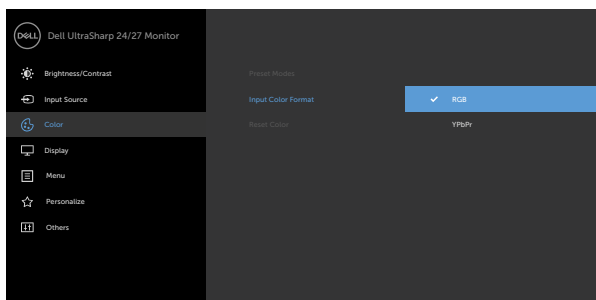 DELL Dell UltraSharp 24/27 Monitor
Brightness/Contrast
Preset Modes
Input Source
Input Color Format
RGB
Color
Reset Color
YPbPr
Display
Menu
Personalize
Others